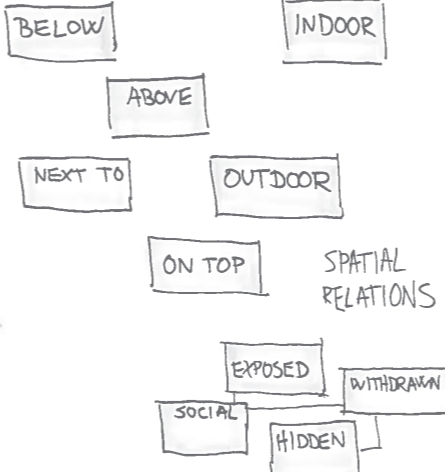 BELOW
INDOOR
ABOVE
NEXT TO
OUTDOOR
ON TOP
SPATIAL
RELATIONS
EXPOSED
WITHDRAWN
SOCIAL
HIDDEN